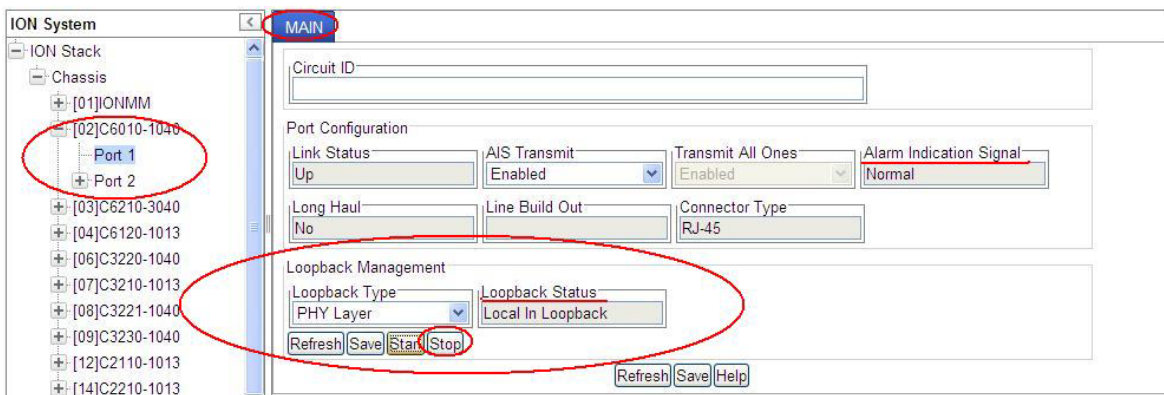 ION System
ION Stack
Chassis
[01]IONMM
[02]C6010-1040
Port 1
Port 2
[03]C6210-3040
[04]C6120-1013
[06]C3220-1040
[07]C3210-1013
[08]C3221-1040
[09]C3230-1040
[12]C2110-1013
[14]C2210-1013
MAIN
Circuit ID
Port Configuration
Link Status AIS Transmit Transmit All Ones Alarm Indication Signal
Up Enabled Enabled Normal
Long Haul Line Build Out Connector Type
No RJ-45
Loopback Management
Loopback Type Loopback Status
PHY Layer Local In Loopback
Refresh Save Start Stop
Refresh Save Help